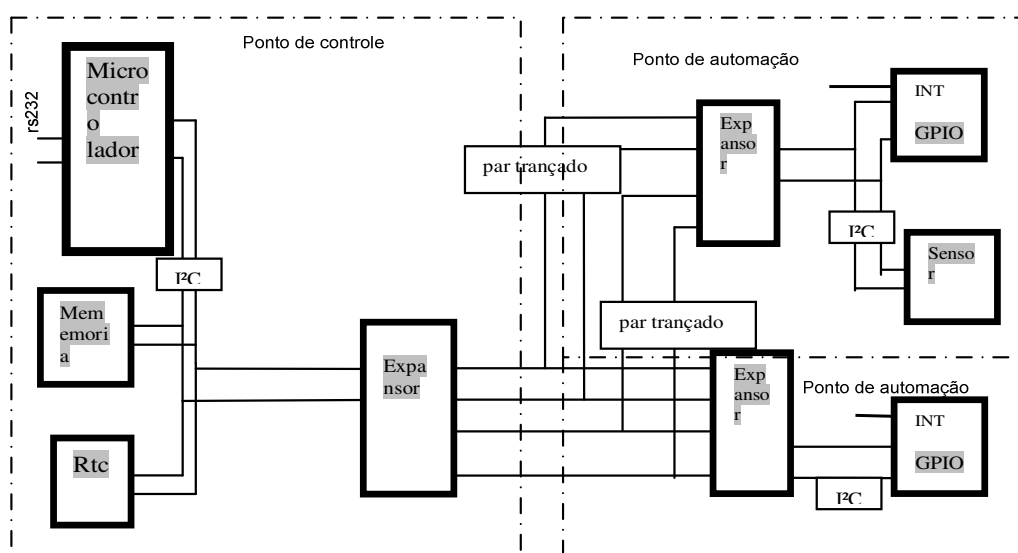 Ponto de controle
rs232
Micro
contr
o
lador
I²C
Mem
emori
a
Rtc
Expa
nsor
par trançado
par trançado
Ponto de automação
Exp
anso
r
INT
GPIO
I²C
Senso
r
Ponto de automação
Exp
anso
r
INT
GPIO
I²C